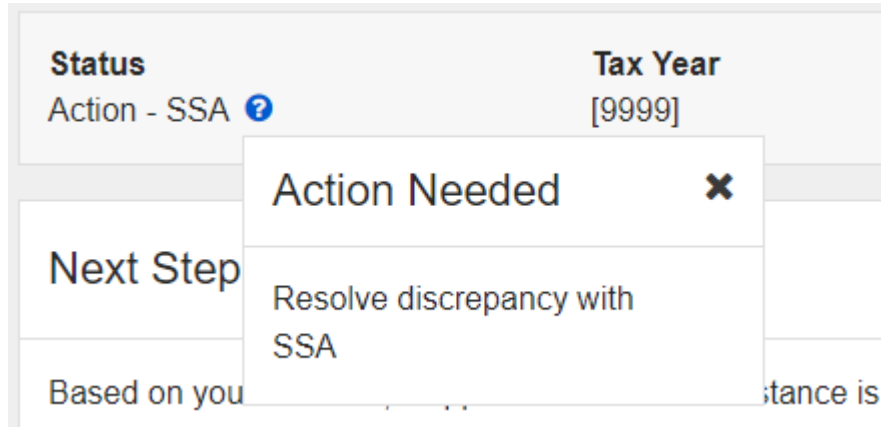 Status
Tax Year
Action - SSA
[9999]
Action Needed
Next Step
Resolve discrepancy with
SSA
Based on you
stance is